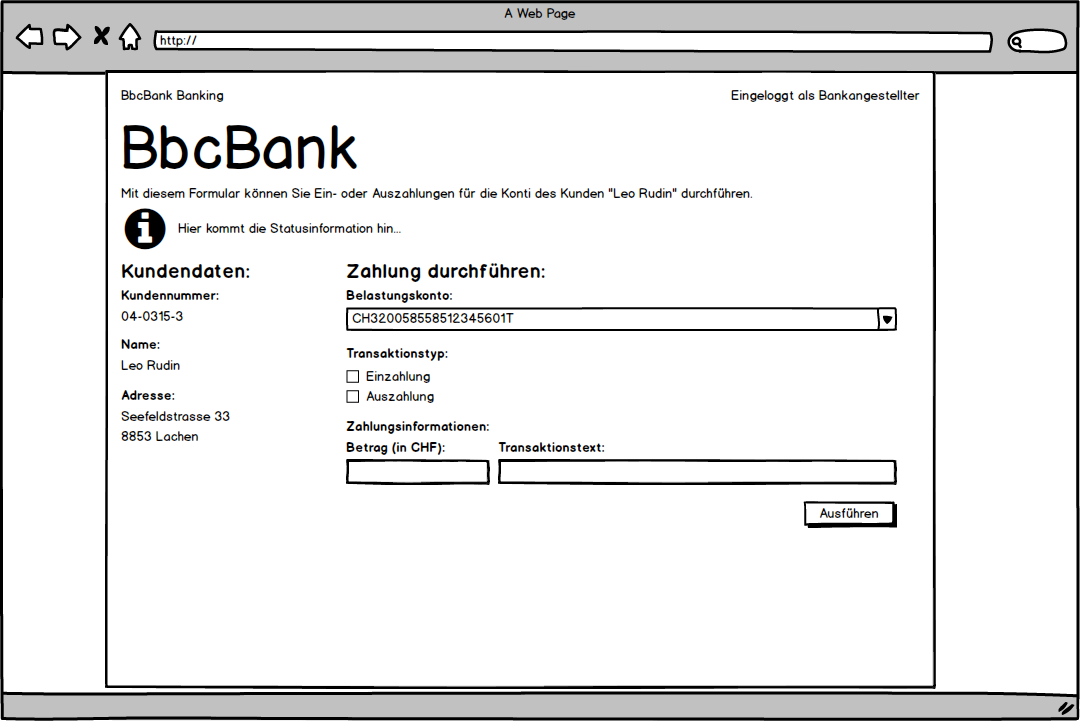 A Web Page
http://
BbcBank Banking
Eingeloggt als Bankangestellter
BbcBank
Mit diesem Formular können Sie Ein- oder Auszahlungen für die Konti des Kunden "Leo Rudin" durchführen.
Hier kommt die Statusinformation hin...
Kundendaten:
Kundennummer:
04-0315-3
Name:
Leo Rudin
Adresse:
Seefeldstrasse 33
8853 Lachen
Zahlung durchführen:
Belastungskonto:
CH320058558512345601T
Transaktionstyp:
Einzahlung
Auszahlung
Zahlungsinformationen:
Betrag (in CHF):
Transaktionstext:
Ausführen